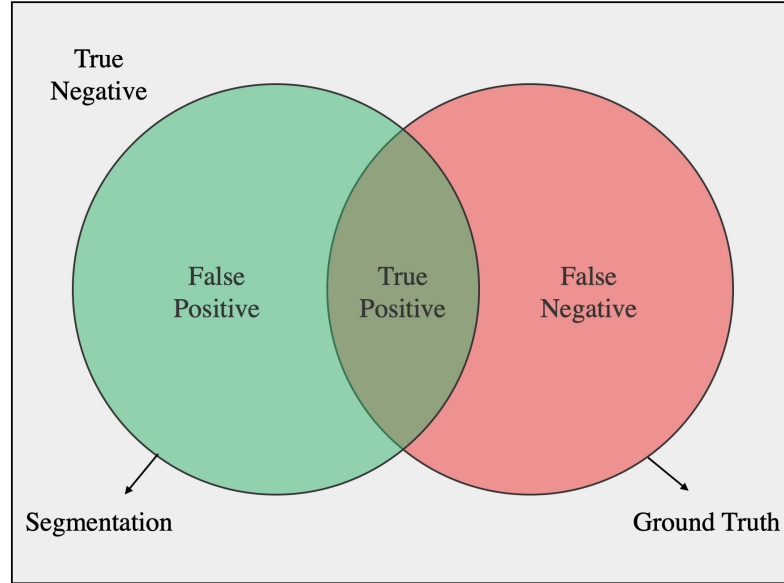 True
Negative
False
Positive
True
Positive
False
Negative
Segmentation
Ground Truth